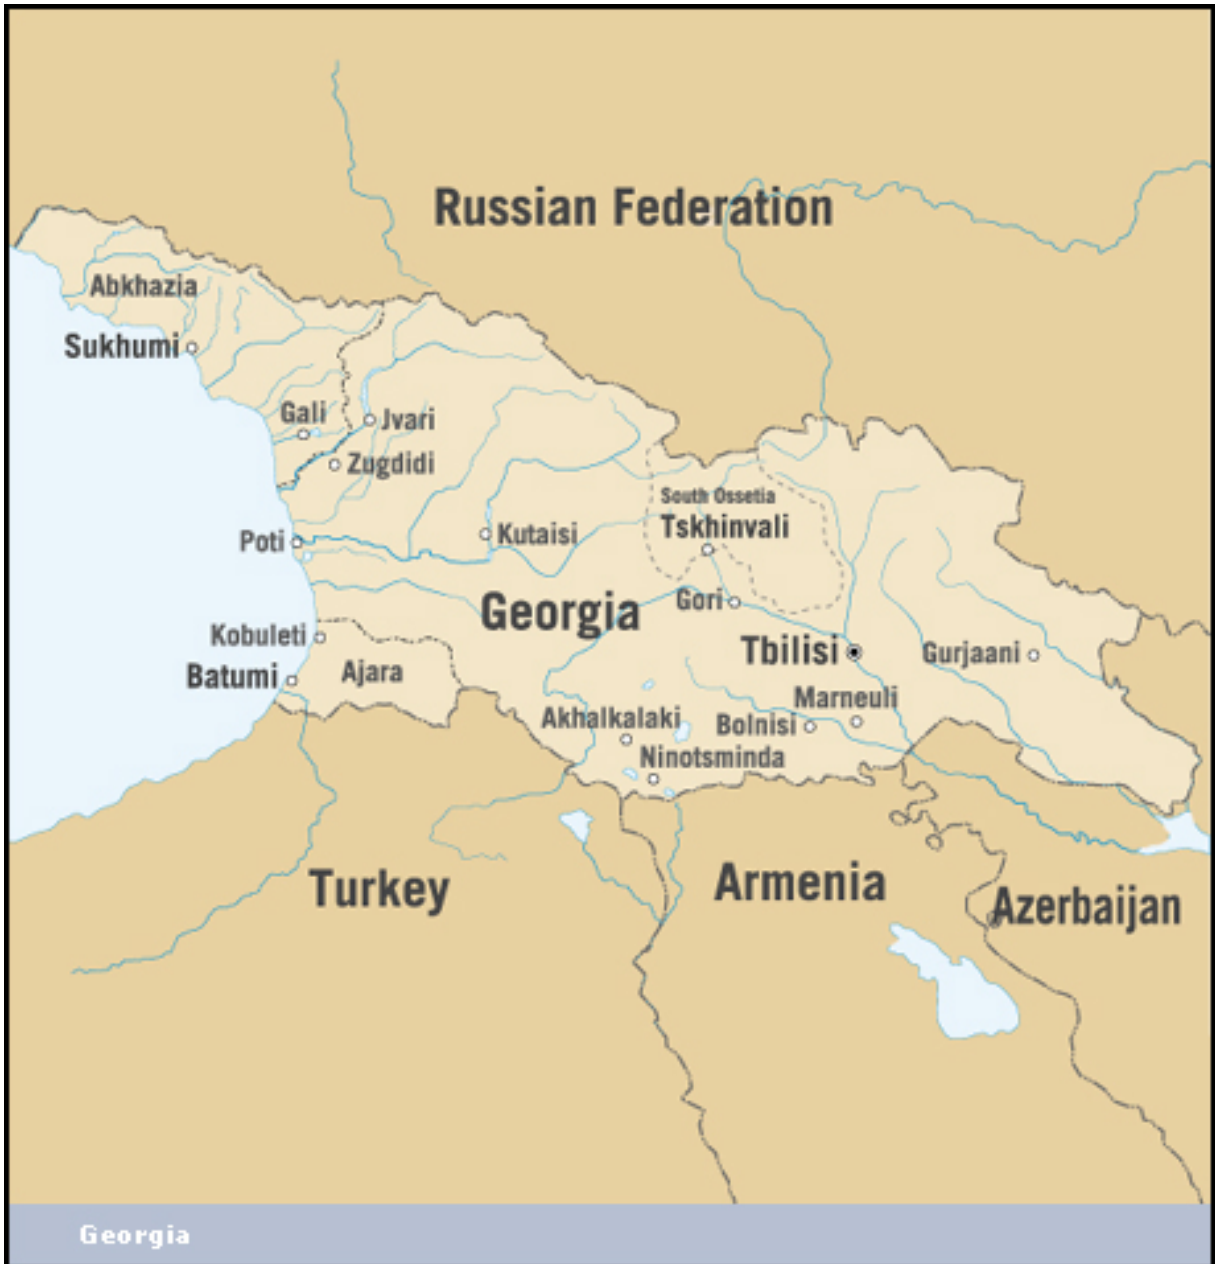 Russian Federation
Abkhazia
Sukhumi
Gali
Jvari
Zugdidi
South Ossetia
Tskhinvali
Poti
Kutaisi
Georgia
Gori
Kobuleti
Tbilisi
Gurjaani
Batumi
Ajara
Marneuli
Akhalkalaki
Bolnisi
Ninotsminda
Turkey
Armenia
Azerbaijan
Georgia